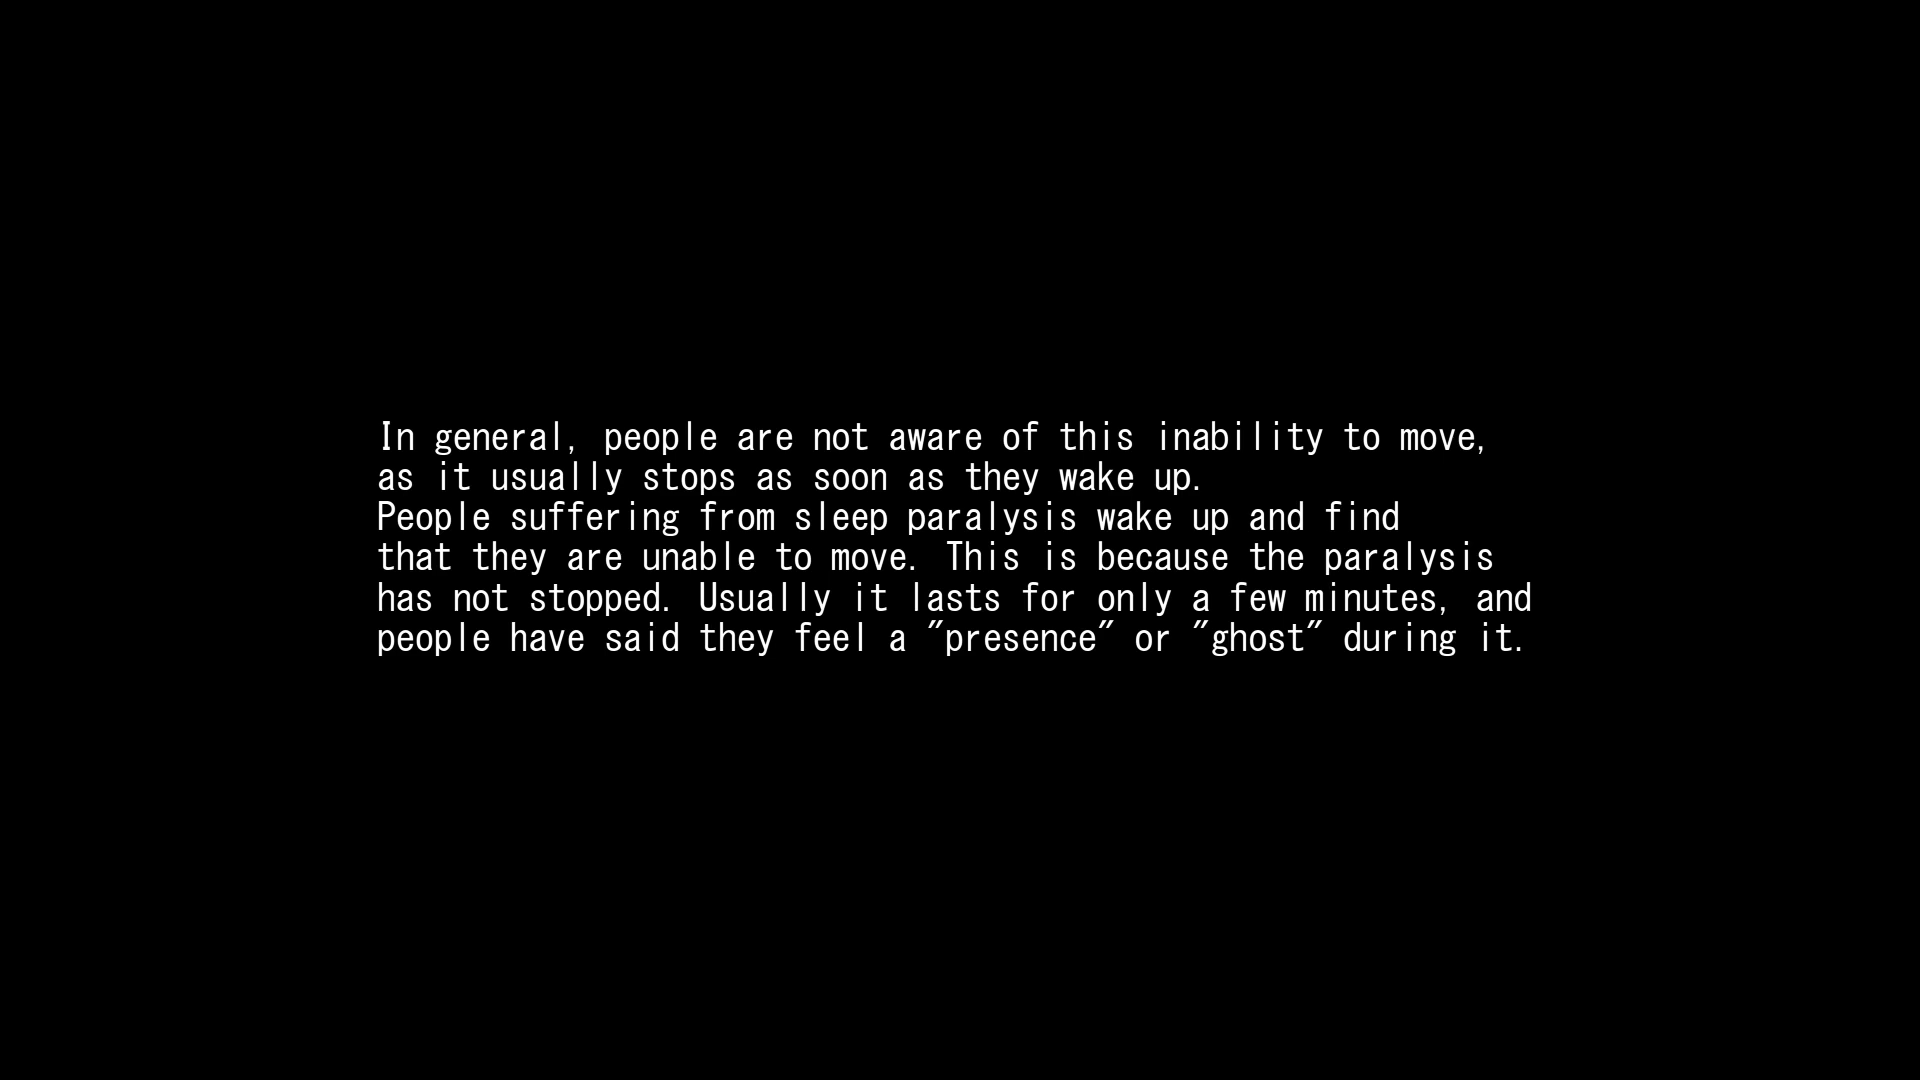 In general, people are not aware of this inability to move,
as it usually stops as soon as they wake up.
People suffering from sleep paralysis wake up and find
that they are unable to move. This is because the paralysis
has not stopped. Usually it lasts for only a few minutes, and
people have said they feel a "presence" or "ghost" during it.